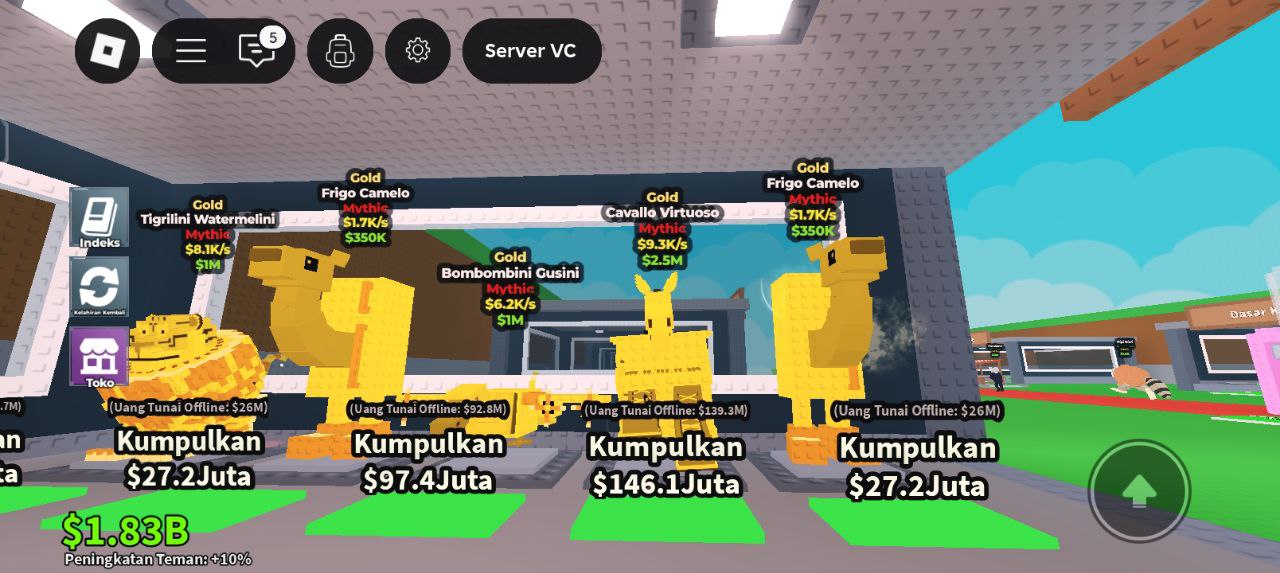 5
Server VC
Indeks
Kelahiran Kembali
Toko
Gold
Tigrilini Watermelini
Mythic
$8.1K/s
$1M
Gold
Frigo Camelo
Mythic
$1.7K/s
$350K
Gold
Bombombini Gusini
Mythic
$6.2K/s
$1M
Gold
Cavallo Virtuoso
Mythic
$9.3K/s
$2.5M
Gold
Frigo Camelo
Mythic
$1.7K/s
$350K
Dasar
.7M)
an
ta
(Uang Tunai Offline: $26M)
Kumpulkan
$27.2Juta
(Uang Tunai Offline: $92.8M)
Kumpulkan
$97.4Juta
(Uang Tunai Offline: $139.3M)
Kumpulkan
$146.1Juta
(Uang Tunai Offline: $26M)
Kumpulkan
$27.2Juta
$1.83B
Peningkatan Teman: +10%